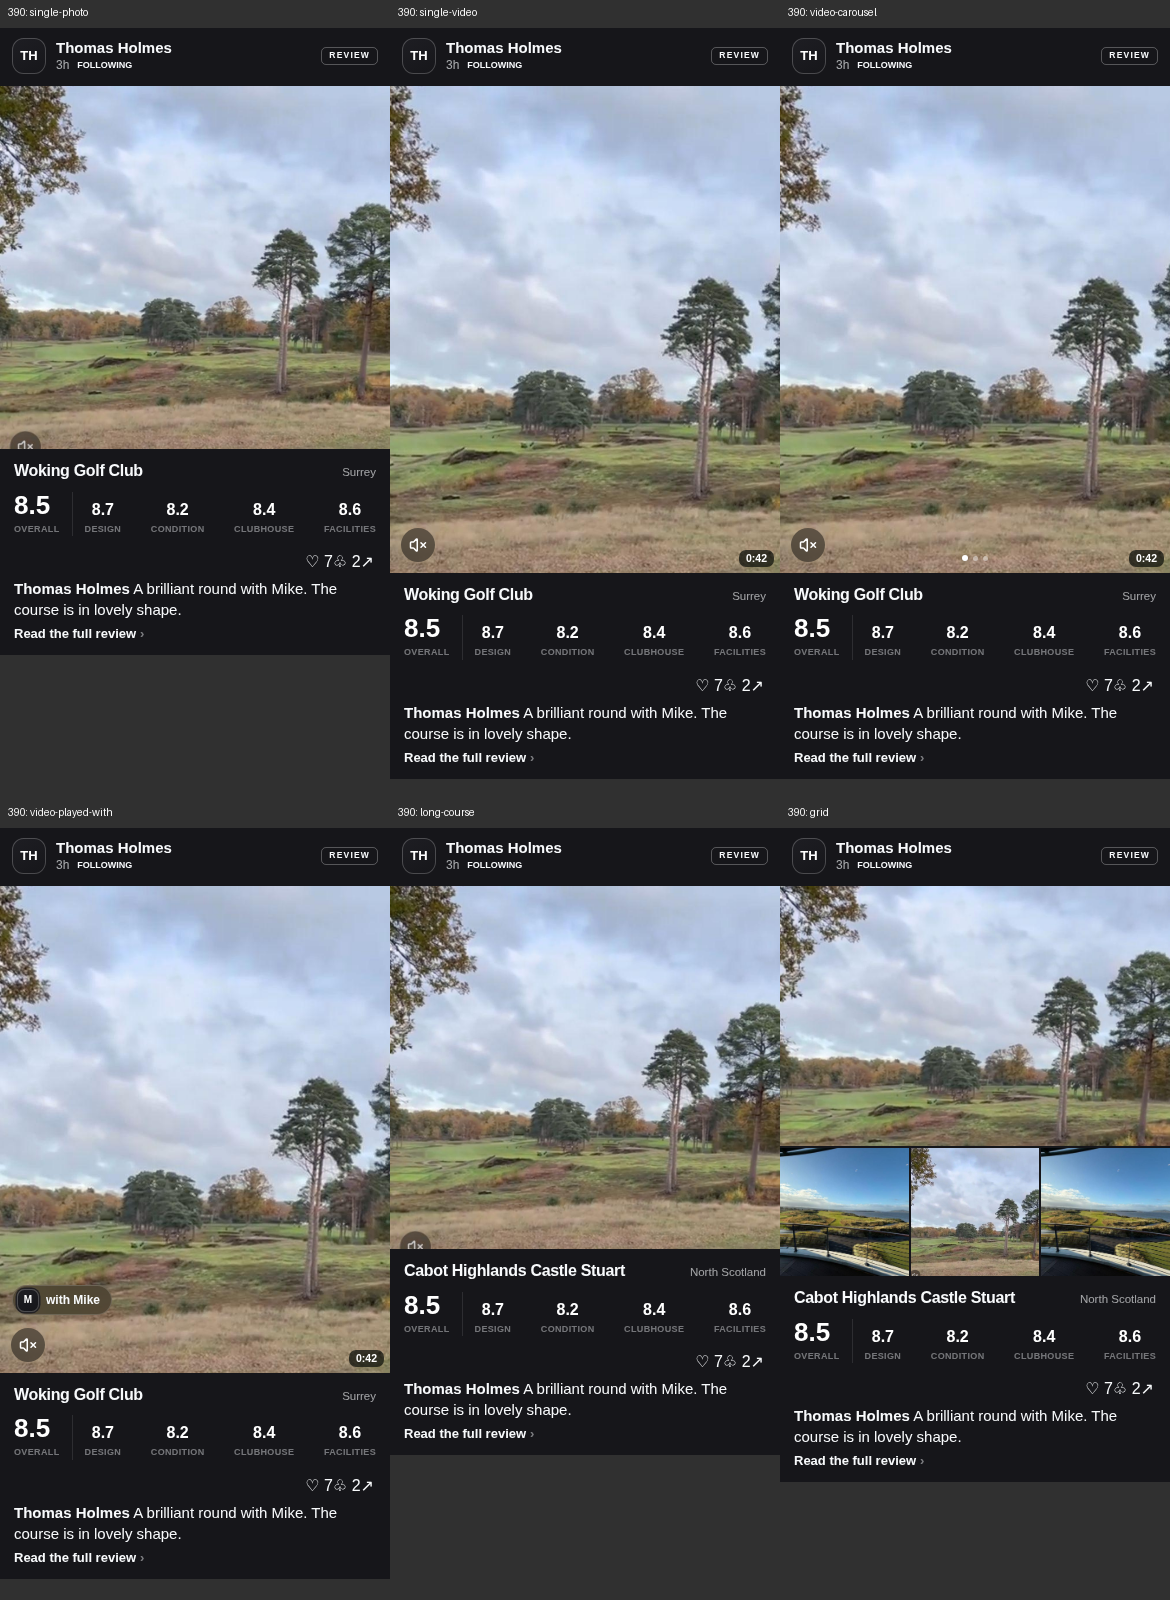 390: single-photo
TH
Thomas Holmes
3h FOLLOWING
REVIEW
Woking Golf Club
Surrey
8.5 8.7 8.2 8.4 8.6
OVERALL DESIGN CONDITION CLUBHOUSE FACILITIES
♡ 7♧ 2↗
Thomas Holmes A brilliant round with Mike. The
course is in lovely shape.
Read the full review ›
390: single-video
TH
Thomas Holmes
3h FOLLOWING
REVIEW
0:42
Woking Golf Club
Surrey
8.5 8.7 8.2 8.4 8.6
OVERALL DESIGN CONDITION CLUBHOUSE FACILITIES
♡ 7♧ 2↗
Thomas Holmes A brilliant round with Mike. The
course is in lovely shape.
Read the full review ›
390: video-carousel
TH
Thomas Holmes
3h FOLLOWING
REVIEW
0:42
Woking Golf Club
Surrey
8.5 8.7 8.2 8.4 8.6
OVERALL DESIGN CONDITION CLUBHOUSE FACILITIES
♡ 7♧ 2↗
Thomas Holmes A brilliant round with Mike. The
course is in lovely shape.
Read the full review ›
390: video-played-with
TH
Thomas Holmes
3h FOLLOWING
REVIEW
M with Mike
0:42
Woking Golf Club
Surrey
8.5 8.7 8.2 8.4 8.6
OVERALL DESIGN CONDITION CLUBHOUSE FACILITIES
♡ 7♧ 2↗
Thomas Holmes A brilliant round with Mike. The
course is in lovely shape.
Read the full review ›
390: long-course
TH
Thomas Holmes
3h FOLLOWING
REVIEW
Cabot Highlands Castle Stuart
North Scotland
8.5 8.7 8.2 8.4 8.6
OVERALL DESIGN CONDITION CLUBHOUSE FACILITIES
♡ 7♧ 2↗
Thomas Holmes A brilliant round with Mike. The
course is in lovely shape.
Read the full review ›
390: grid
TH
Thomas Holmes
3h FOLLOWING
REVIEW
Cabot Highlands Castle Stuart
North Scotland
8.5 8.7 8.2 8.4 8.6
OVERALL DESIGN CONDITION CLUBHOUSE FACILITIES
♡ 7♧ 2↗
Thomas Holmes A brilliant round with Mike. The
course is in lovely shape.
Read the full review ›